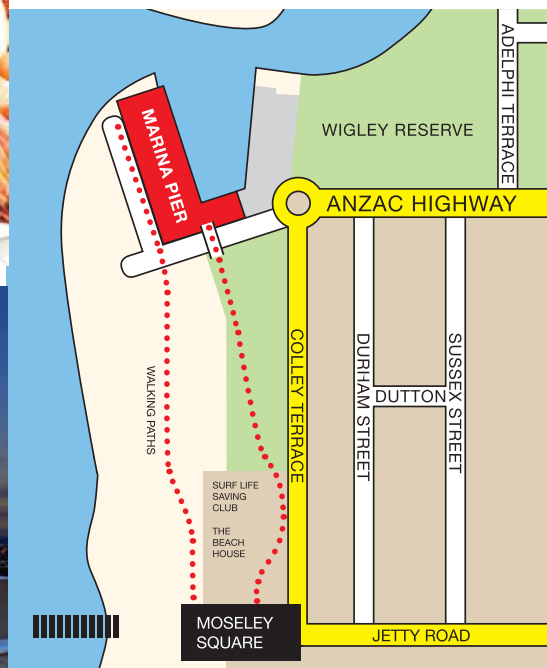 ADELPHI TERRACE
MARINA PIER
WIGLEY RESERVE
ANZAC HIGHWAY
COLLEY TERRACE
DURHAM STREET
SUSSEX STREET
DUTTON
WALKING PATHS
SURF LIFE
SAVING
CLUB
THE
BEACH
HOUSE
MOSELEY
SQUARE
JETTY ROAD